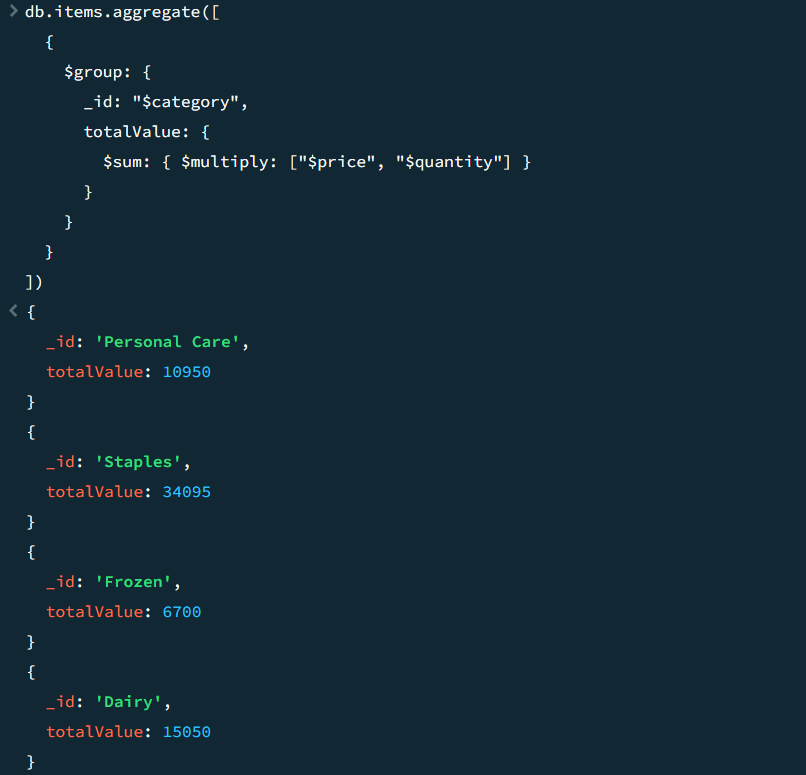 > db.items.aggregate([
  {
    $group: {
      _id: "$category",
      totalValue: {
        $sum: { $multiply: ["$price", "$quantity"] }
      }
    }
  }
])
< {
  _id: 'Personal Care',
  totalValue: 10950
}
{
  _id: 'Staples',
  totalValue: 34095
}
{
  _id: 'Frozen',
  totalValue: 6700
}
{
  _id: 'Dairy',
  totalValue: 15050
}